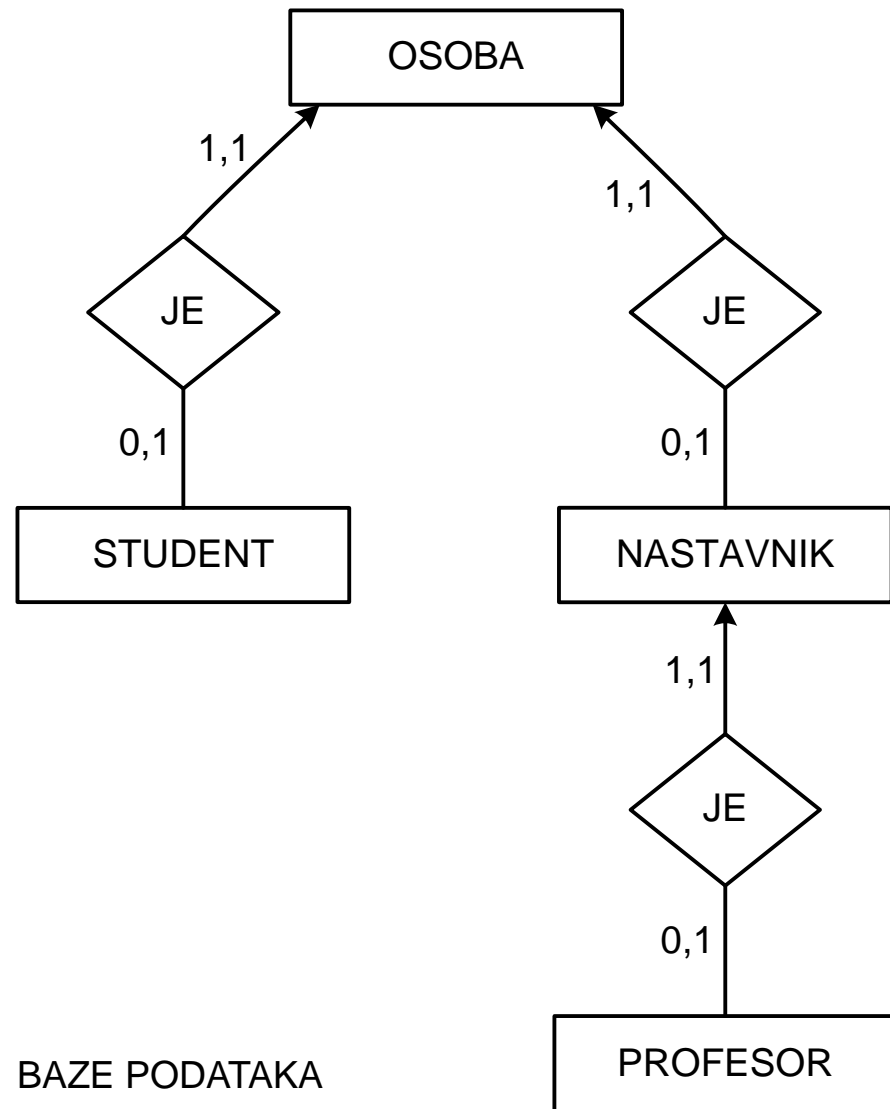 OSOBA
1,1
1,1
JE
JE
0,1
0,1
STUDENT
NASTAVNIK
1,1
JE
0,1
PROFESOR
BAZE PODATAKA